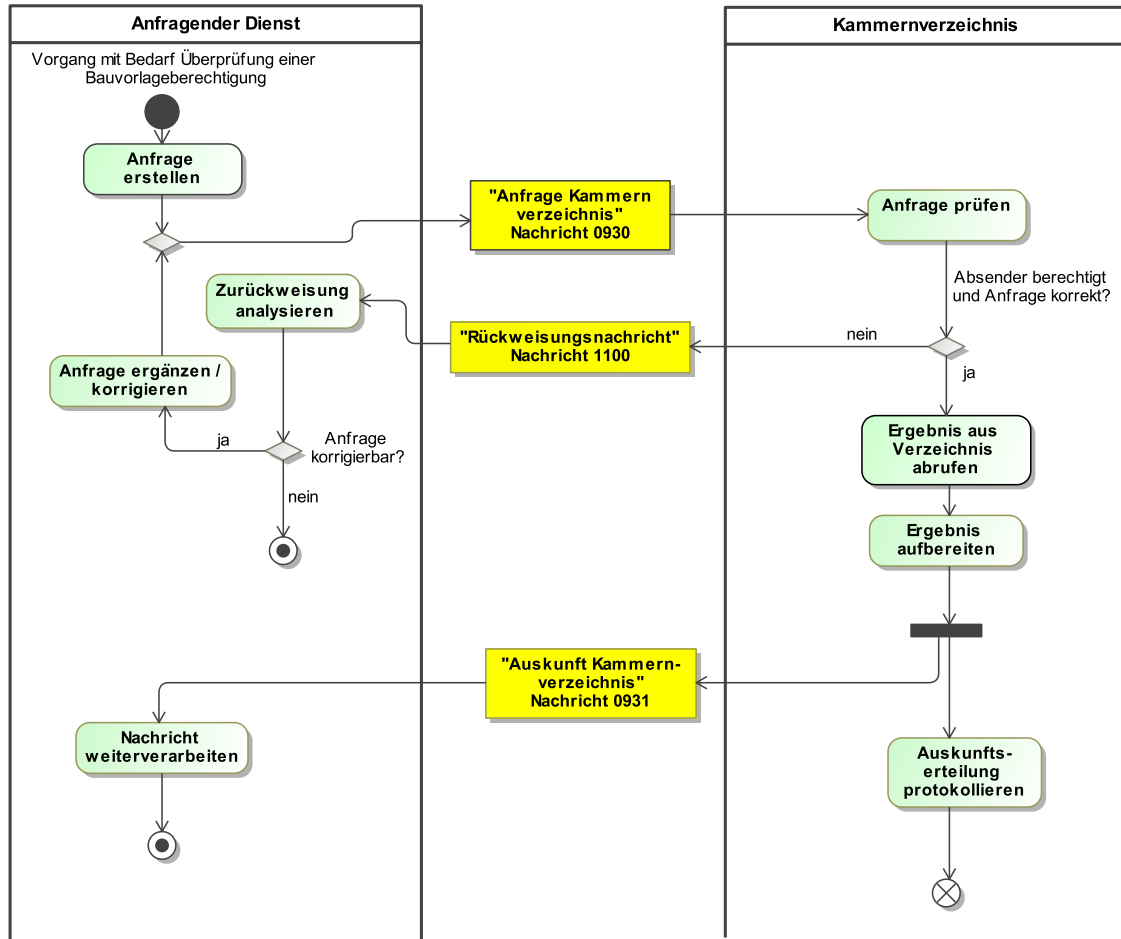 Anfragender Dienst
Kammernverzeichnis
Vorgang mit Bedarf Überprüfung einer
Bauvorlageberechtigung
Anfrage
erstellen
"Anfrage Kammern
verzeichnis"
Nachricht 0930
Anfrage prüfen
Absender berechtigt
und Anfrage korrekt?
nein
ja
"Rückweisungsnachricht"
Nachricht 1100
Zurückweisung
analysieren
Anfrage ergänzen /
korrigieren
ja
Anfrage
korrigierbar?
nein
Ergebnis aus
Verzeichnis
abrufen
Ergebnis
aufbereiten
"Auskunft Kammern-
verzeichnis"
Nachricht 0931
Nachricht
weiterverarbeiten
Auskunfts-
erteilung
protokollieren